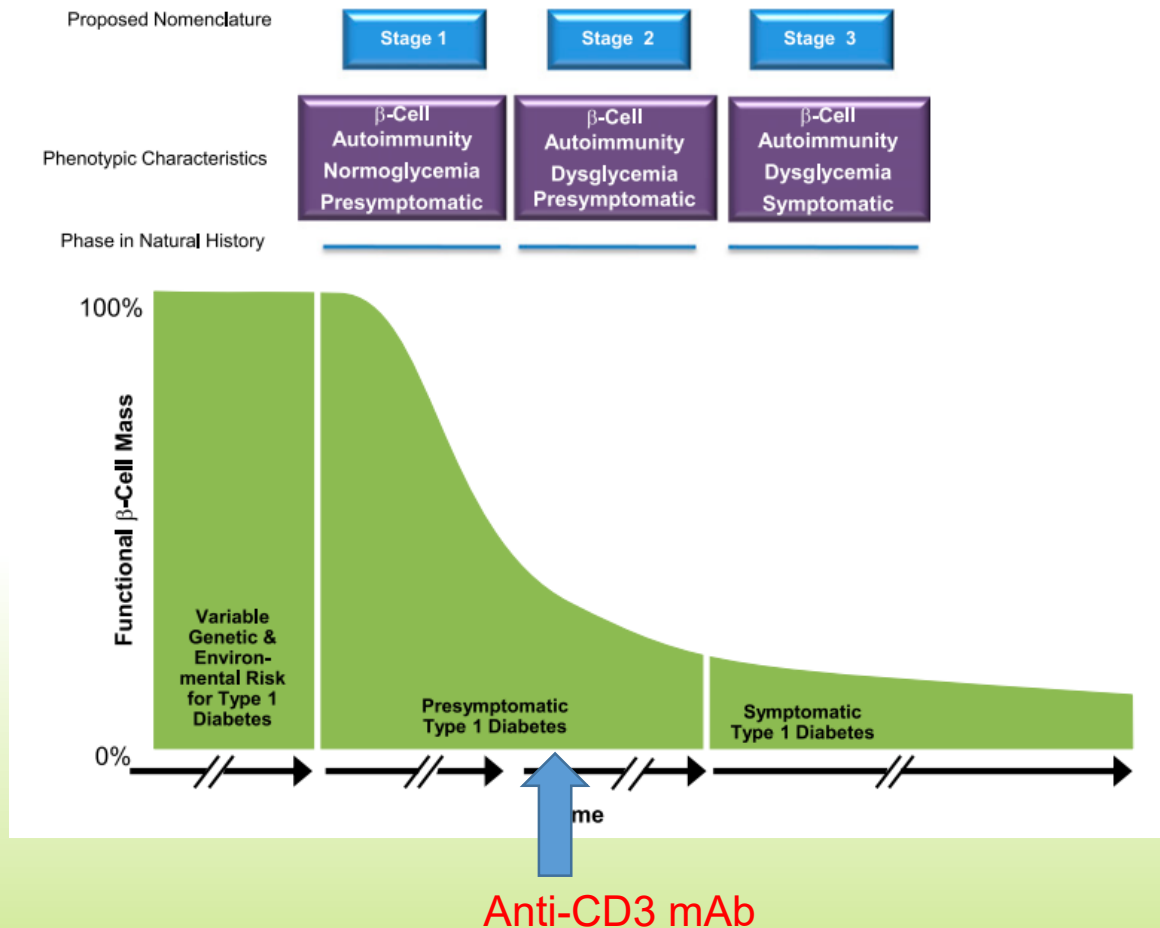 Proposed Nomenclature
Stage 1
Stage 2
Stage 3
Phenotypic Characteristics
β-Cell
Autoimmunity
Normoglycemia
Presymptomatic
β-Cell
Autoimmunity
Dysglycemia
Presymptomatic
β-Cell
Autoimmunity
Dysglycemia
Symptomatic
Phase in Natural History
100%
Functional β-Cell Mass
0%
Variable
Genetic &
Environ-
mental Risk
for Type 1
Diabetes
Presymptomatic
Type 1 Diabetes
Symptomatic
Type 1 Diabetes
me
Anti-CD3 mAb